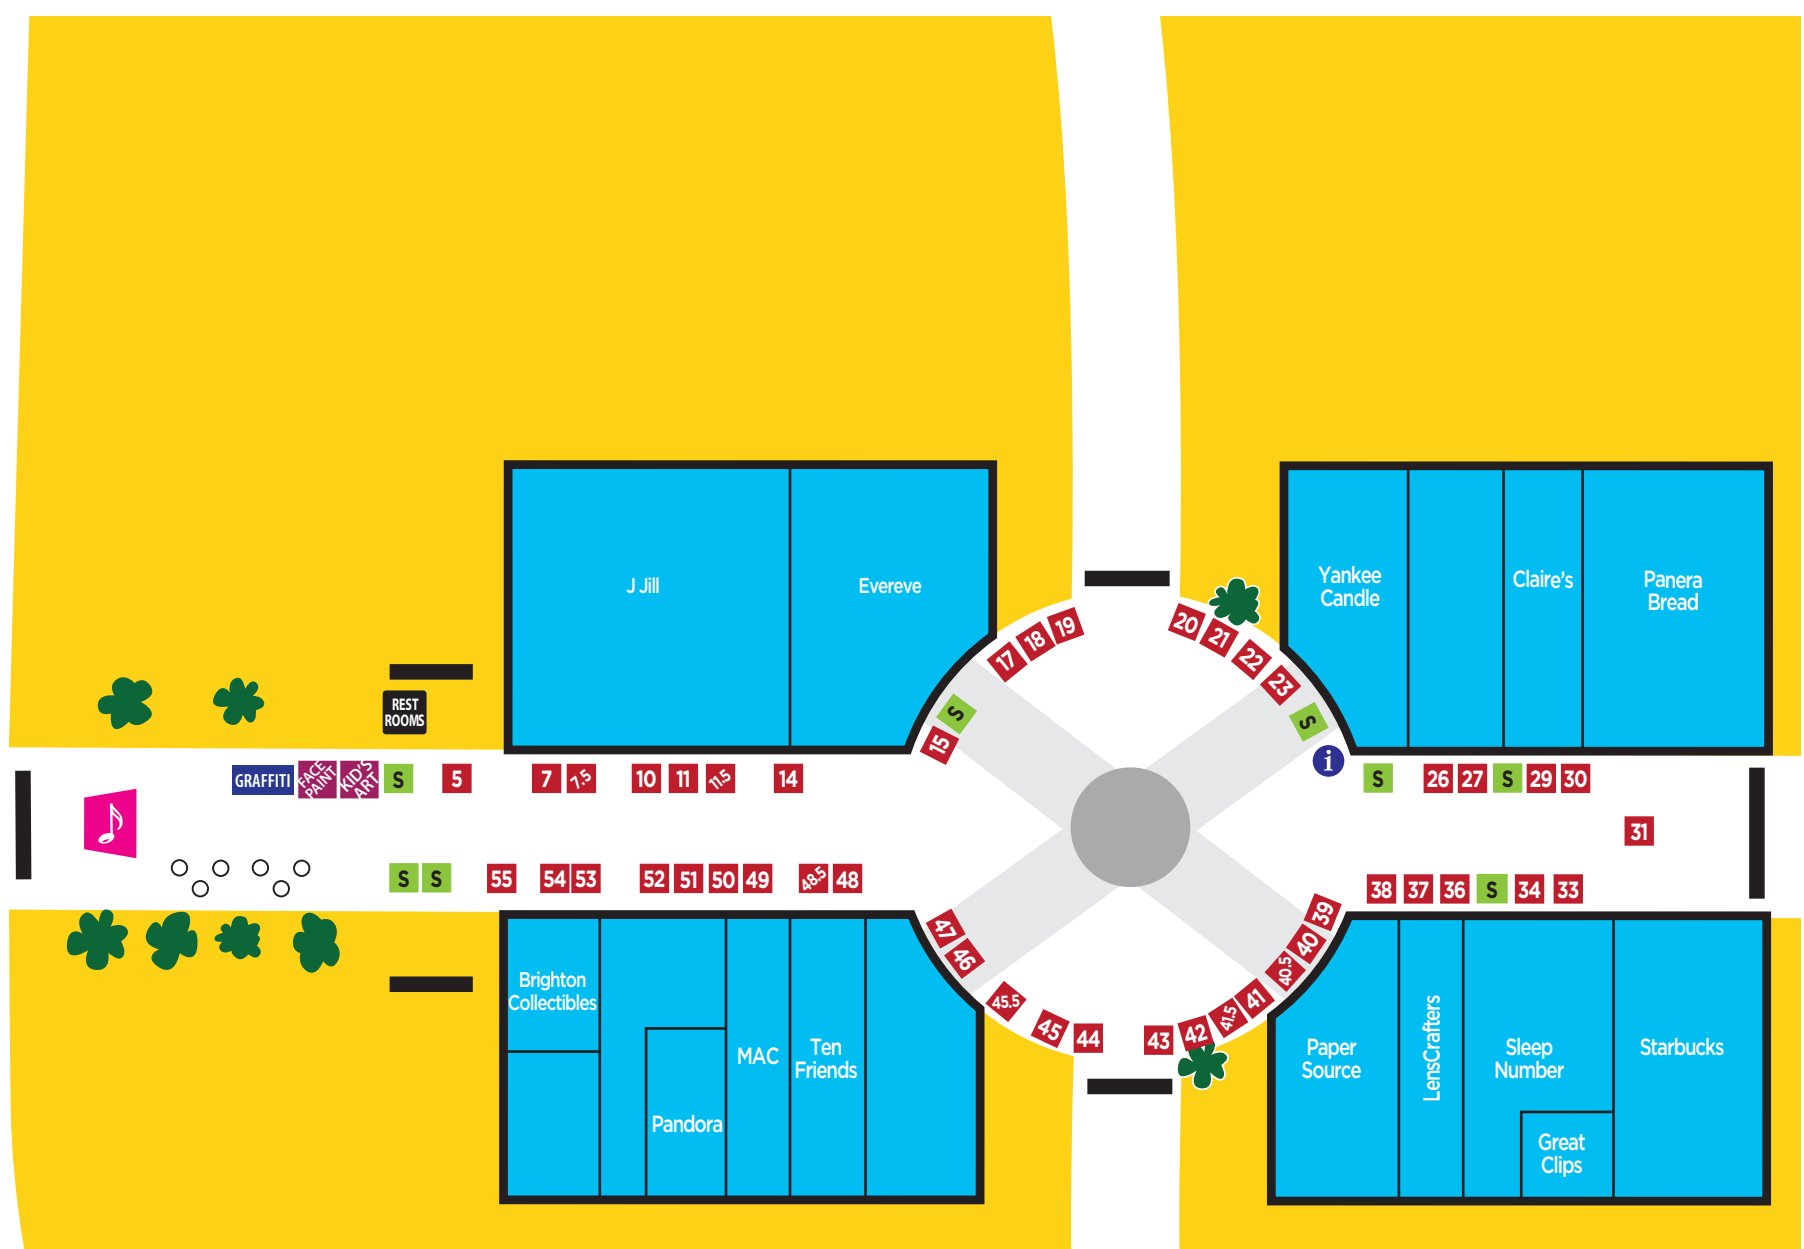 J Jill
Evereve
Yankee
Candle
Claire's
Panera
Bread
20
21
22
23
S
19
18
17
S
15
REST
ROOMS
GRAFFITI
FACE
PAINT
KID'S
ART
S
5
7
7.5
10
11
11.5
14
i
S
26
27
S
29
30
31
S
S
55
54
53
52
51
50
49
48.5
48
38
37
36
S
34
33
47
46
45.5
45
44
43
42
41.5
41
40.5
40
39
Brighton
Collectibles
Pandora
MAC
Ten
Friends
Paper
Source
LensCrafters
Sleep
Number
Great
Clips
Starbucks